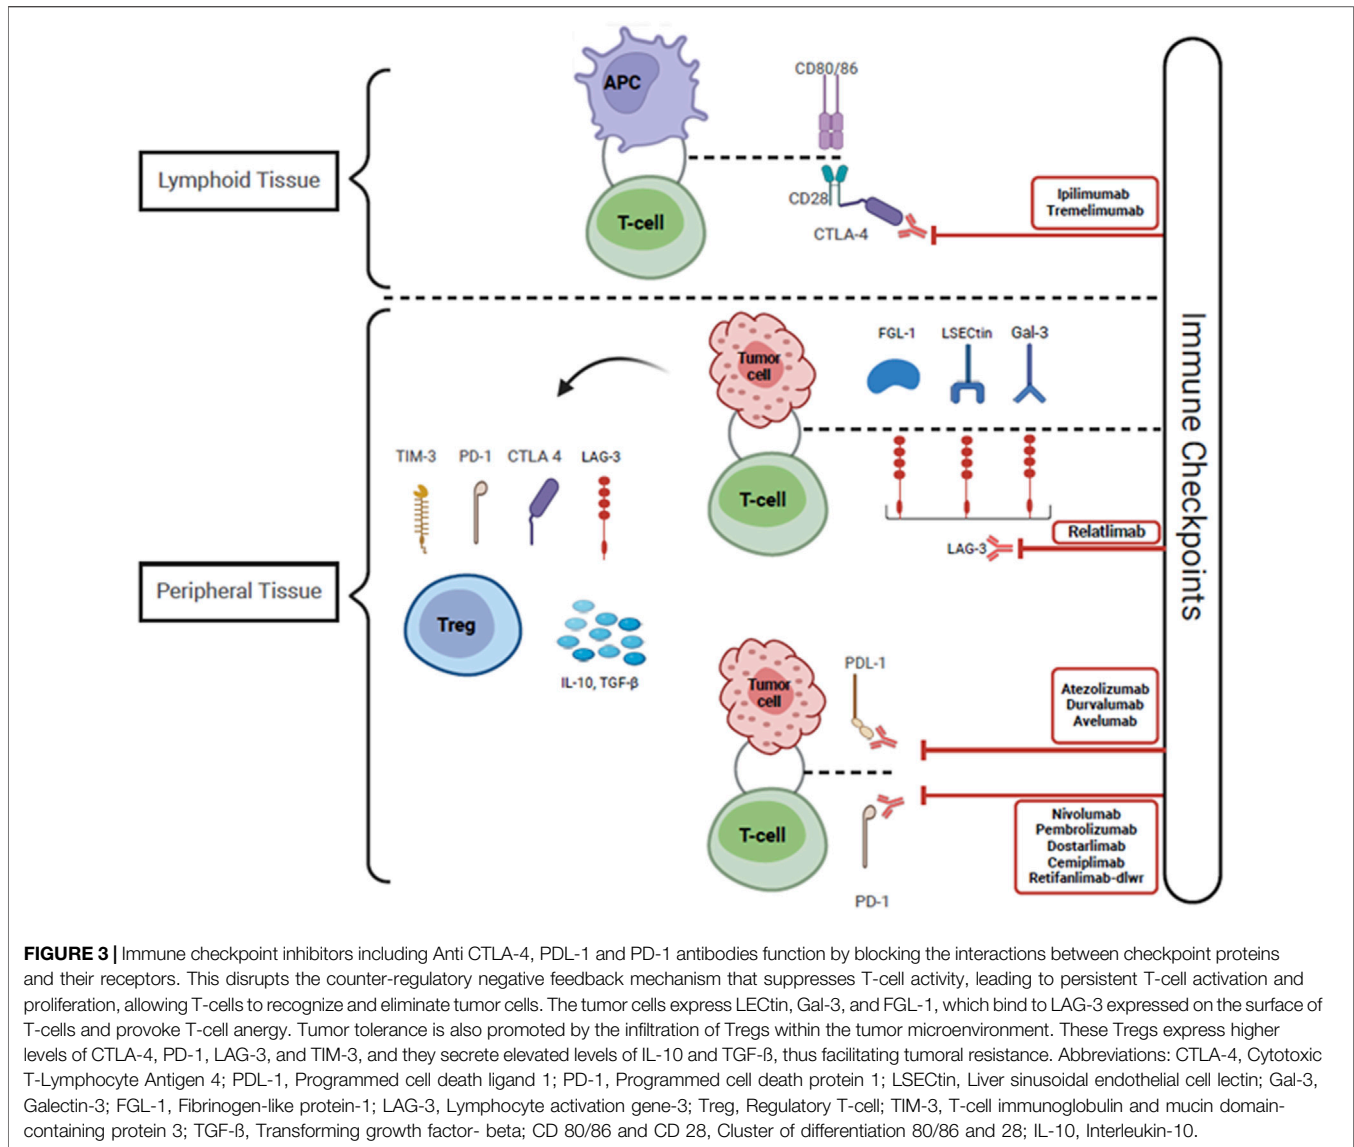 APC
CD80/86
Lymphoid Tissue
CD28
T-cell
CTLA-4
Ipilimumab
Tremelimumab
Immune Checkpoints
Tumor
cell
FGL-1
LSECtin
Gal-3
TIM-3
PD-1
CTLA 4
LAG-3
T-cell
Relatlimab
LAG-3
Peripheral Tissue
Treg
IL-10, TGF-β
Tumor
cell
PDL-1
Atezolizumab
Durvalumab
Avelumab
T-cell
PD-1
Nivolumab
Pembrolizumab
Dostarlimab
Cemiplimab
Retifanlimab-dlwr
FIGURE 3 | Immune checkpoint inhibitors including Anti CTLA-4, PDL-1 and PD-1 antibodies function by blocking the interactions between checkpoint proteins
and their receptors. This disrupts the counter-regulatory negative feedback mechanism that suppresses T-cell activity, leading to persistent T-cell activation and
proliferation, allowing T-cells to recognize and eliminate tumor cells. The tumor cells express LECtin, Gal-3, and FGL-1, which bind to LAG-3 expressed on the surface of
T-cells and provoke T-cell anergy. Tumor tolerance is also promoted by the infiltration of Tregs within the tumor microenvironment. These Tregs express higher
levels of CTLA-4, PD-1, LAG-3, and TIM-3, and they secrete elevated levels of IL-10 and TGF-ß, thus facilitating tumoral resistance. Abbreviations: CTLA-4, Cytotoxic
T-Lymphocyte Antigen 4; PDL-1, Programmed cell death ligand 1; PD-1, Programmed cell death protein 1; LSECtin, Liver sinusoidal endothelial cell lectin; Gal-3,
Galectin-3; FGL-1, Fibrinogen-like protein-1; LAG-3, Lymphocyte activation gene-3; Treg, Regulatory T-cell; TIM-3, T-cell immunoglobulin and mucin domain-
containing protein 3; TGF-ß, Transforming growth factor- beta; CD 80/86 and CD 28, Cluster of differentiation 80/86 and 28; IL-10, Interleukin-10.